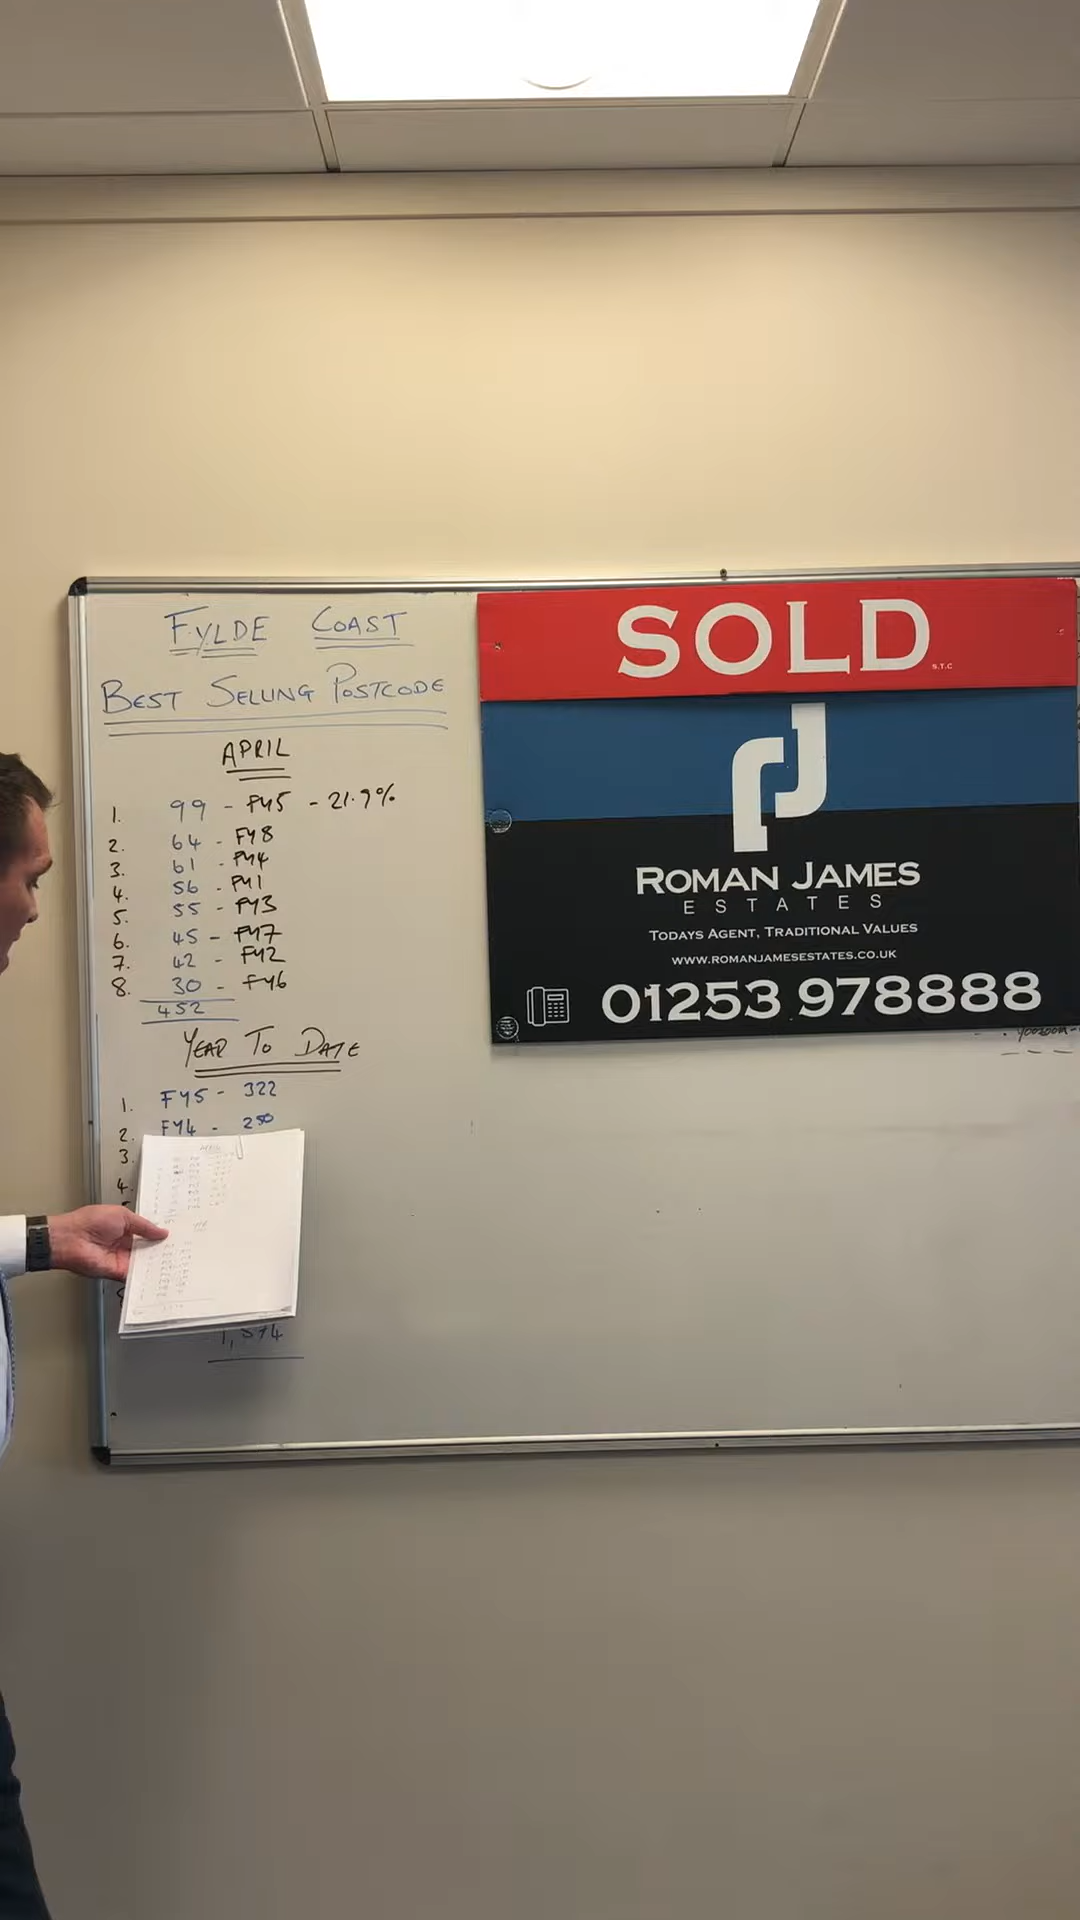 FYLDE COAST
BEST SELLING POSTCODE
APRIL
1. 99 - FY5 - 21.9%
2. 64 - FY8
3. 61 - FY4
4. 56 - FY1
5. 55 - FY3
6. 45 - FY7
7. 42 - FY2
8. 30 - FY6
452
YEAR TO DATE
1. FY5 - 322
2. FY4 - 250
3.
4.
SOLD
S.T.C
ROMAN JAMES
ESTATES
TODAYS AGENT, TRADITIONAL VALUES
WWW.ROMANJAMESESTATES.CO.UK
01253 978888